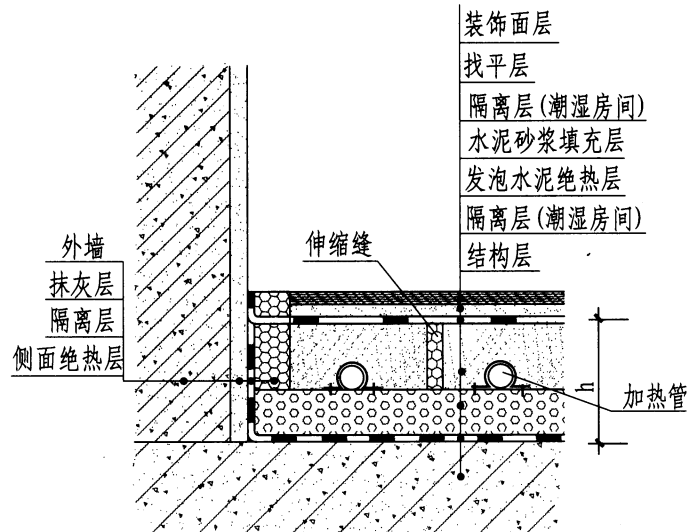 装饰面层
找平层
隔离层(潮湿房间)
水泥砂浆填充层
发泡水泥绝热层
隔离层(潮湿房间)
结构层
外墙
抹灰层
隔离层
侧面绝热层
伸缩缝
h
加热管